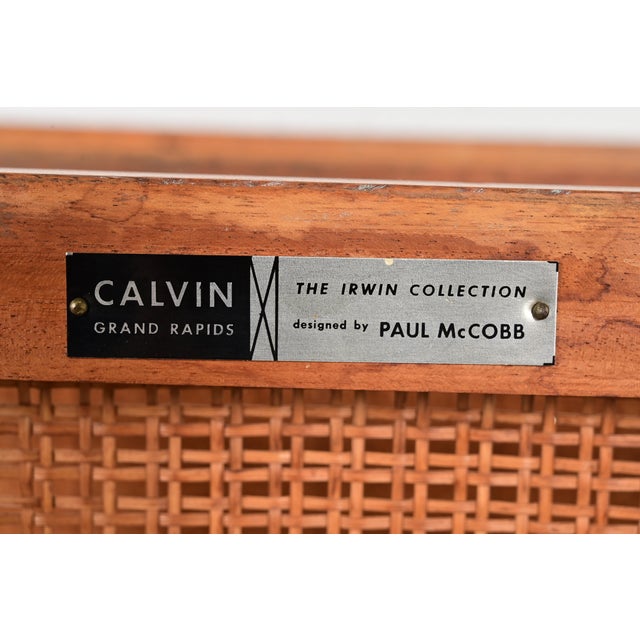 CALVIN
GRAND RAPIDS
THE IRWIN COLLECTION
designed by PAUL McCOBB